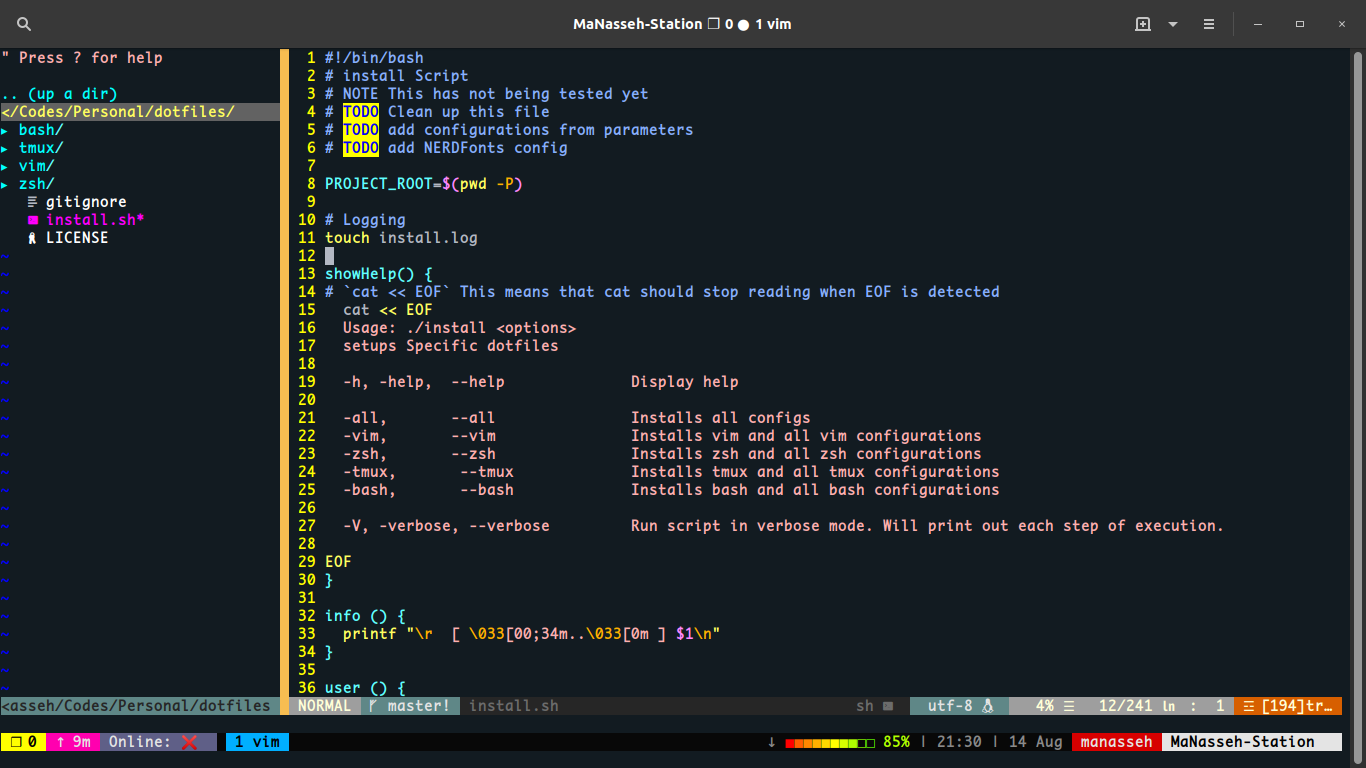 MaNasseh-Station ❐ 0 ● 1 vim
" Press ? for help
.. (up a dir)
</Codes/Personal/dotfiles/
▸ bash/
▸ tmux/
▸ vim/
▸ zsh/
gitignore
install.sh*
LICENSE
1 #!/bin/bash
2 # install Script
3 # NOTE This has not being tested yet
4 # TODO Clean up this file
5 # TODO add configurations from parameters
6 # TODO add NERDFonts config
7
8 PROJECT_ROOT=$(pwd -P)
9
10 # Logging
11 touch install.log
12
13 showHelp() {
14 # `cat << EOF` This means that cat should stop reading when EOF is detected
15   cat << EOF
16   Usage: ./install <options>
17   setups Specific dotfiles
18
19   -h, -help,  --help              Display help
20
21   -all,       --all               Installs all configs
22   -vim,       --vim               Installs vim and all vim configurations
23   -zsh,       --zsh               Installs zsh and all zsh configurations
24   -tmux,       --tmux             Installs tmux and all tmux configurations
25   -bash,       --bash             Installs bash and all bash configurations
26
27   -V, -verbose, --verbose         Run script in verbose mode. Will print out each step of execution.
28
29 EOF
30 }
31
32 info () {
33   printf "\r  [ \033[00;34m..\033[0m ] $1\n"
34 }
35
36 user () {
<asseh/Codes/Personal/dotfiles NORMAL master! install.sh sh utf-8 4% ☰ 12/241 ln : 1 ☲ [194]tr…
❐ 0 ↑ 9m Online: ❌ 1 vim ↓ 85% | 21:30 | 14 Aug manasseh MaNasseh-Station